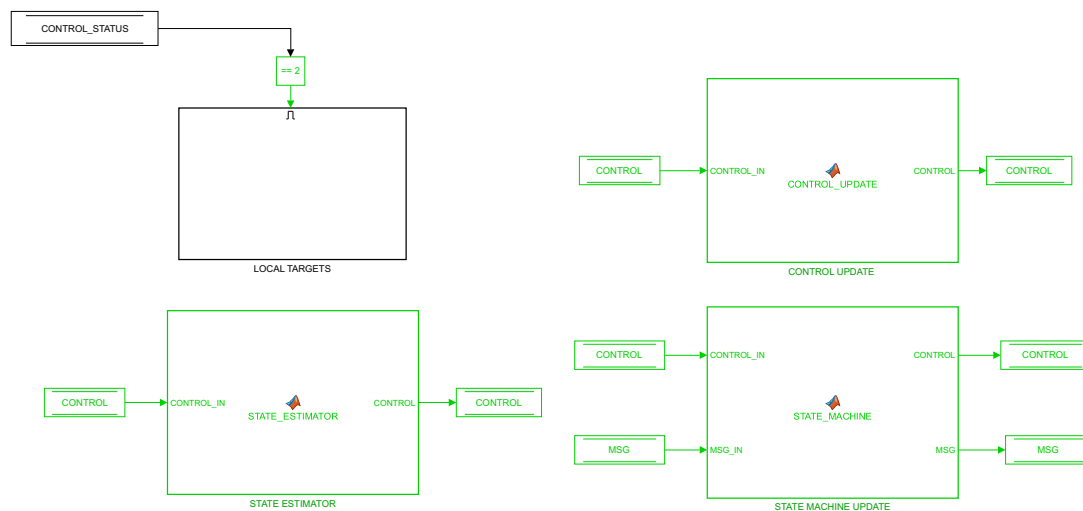 CONTROL_STATUS
== 2
LOCAL TARGETS
CONTROL
CONTROL_IN
CONTROL_UPDATE
CONTROL
CONTROL
CONTROL UPDATE
CONTROL
CONTROL_IN
STATE_ESTIMATOR
CONTROL
CONTROL
STATE ESTIMATOR
CONTROL
CONTROL_IN
CONTROL
CONTROL
STATE_MACHINE
MSG
MSG_IN
MSG
MSG
STATE MACHINE UPDATE